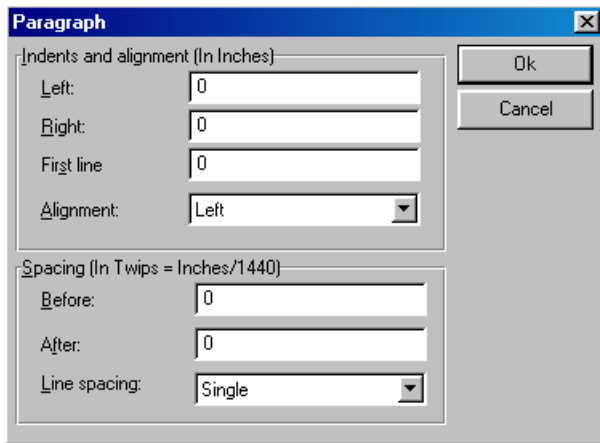 Paragraph
Indents and alignment (In Inches)
Left: 0
Right: 0
First line 0
Alignment: Left
Spacing (In Twips = Inches/1440)
Before: 0
After: 0
Line spacing: Single
Ok
Cancel